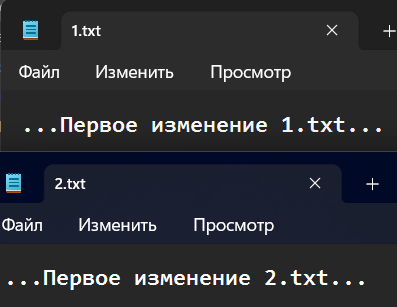 1.txt
Файл Изменить Просмотр
...Первое изменение 1.txt...
2.txt
Файл Изменить Просмотр
...Первое изменение 2.txt...